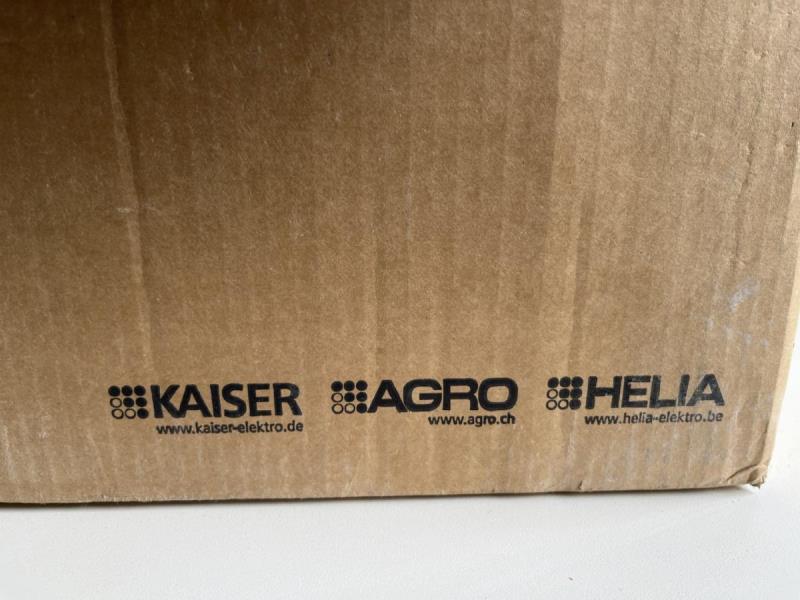 KAISER
www.kaiser-elektro.de
AGRO
www.agro.ch
HELIA
www.helia-elektro.be